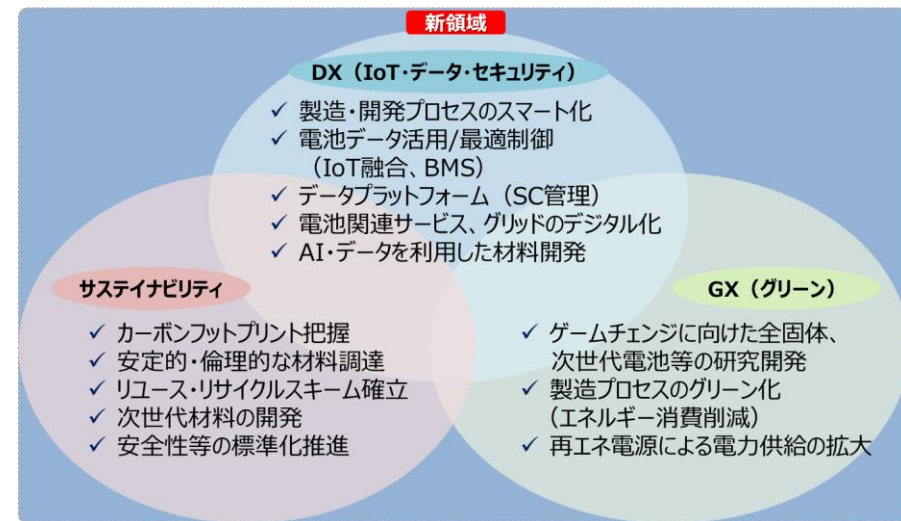 新領域
DX（IoT・データ・セキュリティ）
✓ 製造・開発プロセスのスマート化
✓ 電池データ活用/最適制御
（IoT融合、BMS）
✓ データプラットフォーム（SC管理）
✓ 電池関連サービス、グリッドのデジタル化
✓ AI・データを利用した材料開発
サステイナビリティ
✓ カーボンフットプリント把握
✓ 安定的・倫理的な材料調達
✓ リユース・リサイクルスキーム確立
✓ 次世代材料の開発
✓ 安全性等の標準化推進
GX（グリーン）
✓ ゲームチェンジに向けた全固体、
次世代電池等の研究開発
✓ 製造プロセスのグリーン化
（エネルギー消費削減）
✓ 再エネ電源による電力供給の拡大